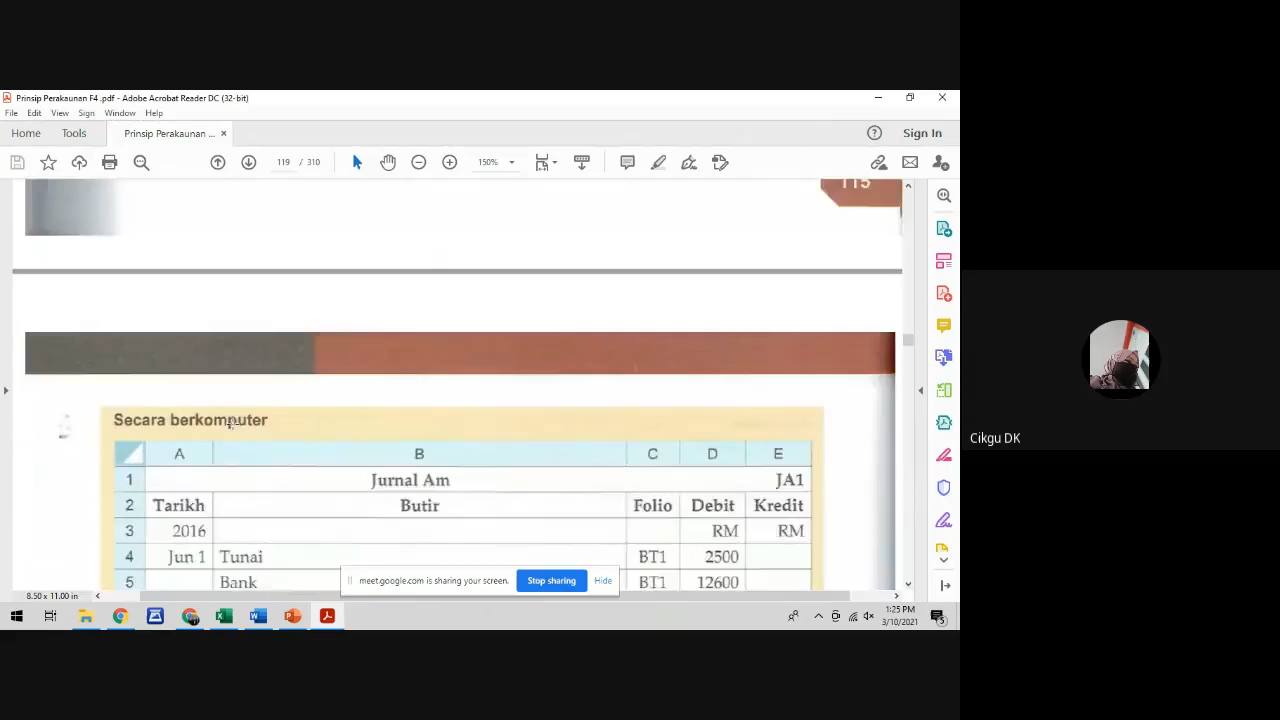 Prinsip Perakaunan F4 .pdf - Adobe Acrobat Reader DC (32-bit)
File Edit View Sign Window Help
Home Tools Prinsip Perakaunan ... × Sign In
119 / 310 150%
115
Secara berkomputer
A B C D E
1 Jurnal Am JA1
2 Tarikh Butir Folio Debit Kredit
3 2016 RM RM
4 Jun 1 Tunai BT1 2500
5 Bank BT1 12600
meet.google.com is sharing your screen. Stop sharing Hide
8.50 x 11.00 in
1:25 PM
3/10/2021
5
Cikgu DK